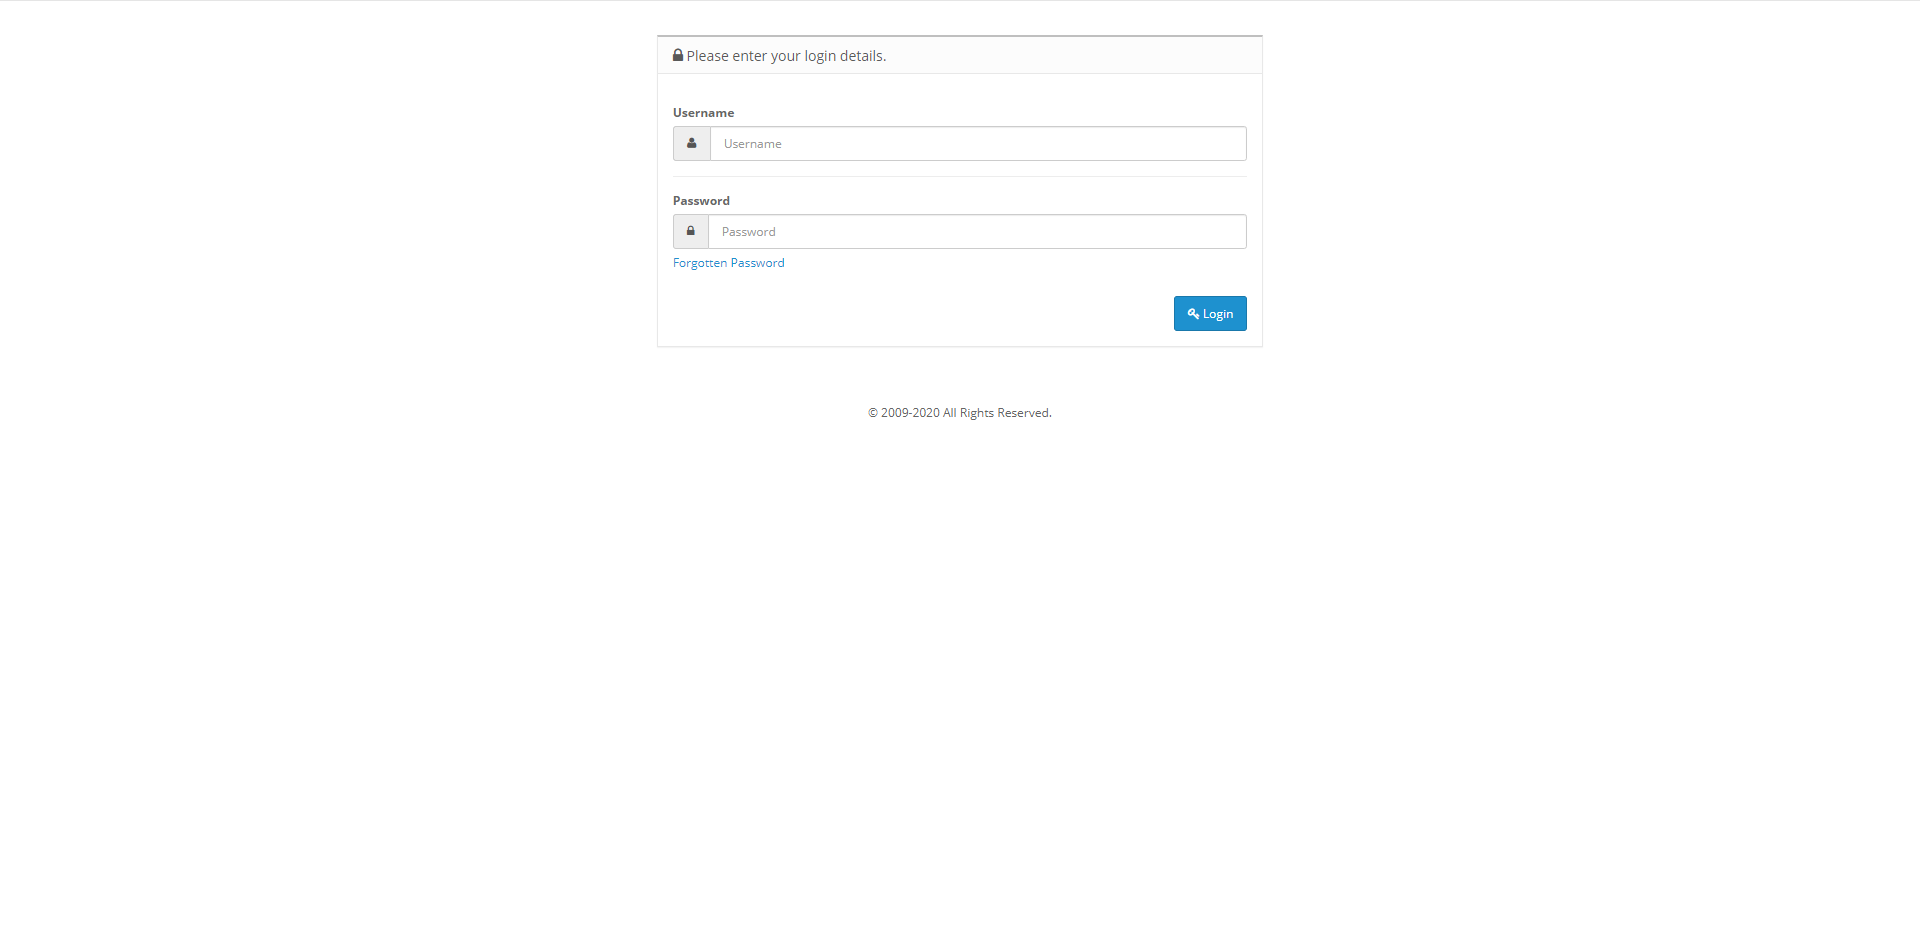 Please enter your login details.
Username
Username
Password
Password
Forgotten Password
Login
© 2009-2020 All Rights Reserved.